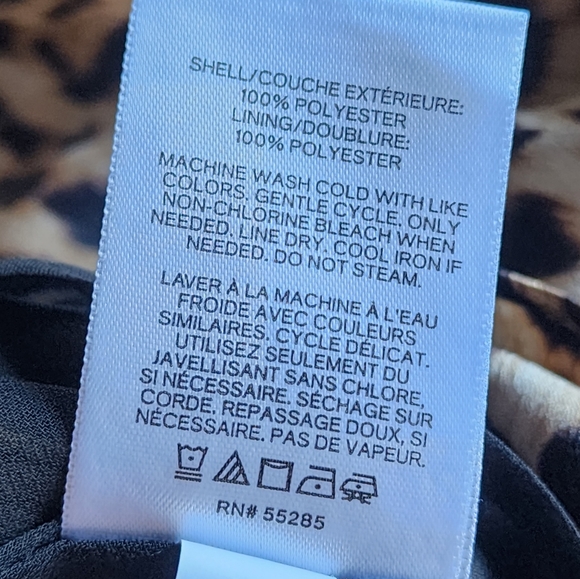 SHELL/COUCHE EXTÉRIEURE:
100% POLYESTER
LINING/DOUBLURE:
100% POLYESTER
MACHINE WASH COLD WITH LIKE
COLORS. GENTLE CYCLE. ONLY
NON-CHLORINE BLEACH WHEN
NEEDED. LINE DRY. COOL IRON IF
NEEDED. DO NOT STEAM.
LAVER À LA MACHINE À L'EAU
FROIDE AVEC COULEURS
SIMILAIRES. CYCLE DÉLICAT.
UTILISEZ SEULEMENT DU
JAVELLISANT SANS CHLORE,
SI NÉCESSAIRE. SÉCHAGE SUR
CORDE. REPASSAGE DOUX, SI
NÉCESSAIRE. PAS DE VAPEUR.
RN# 55285